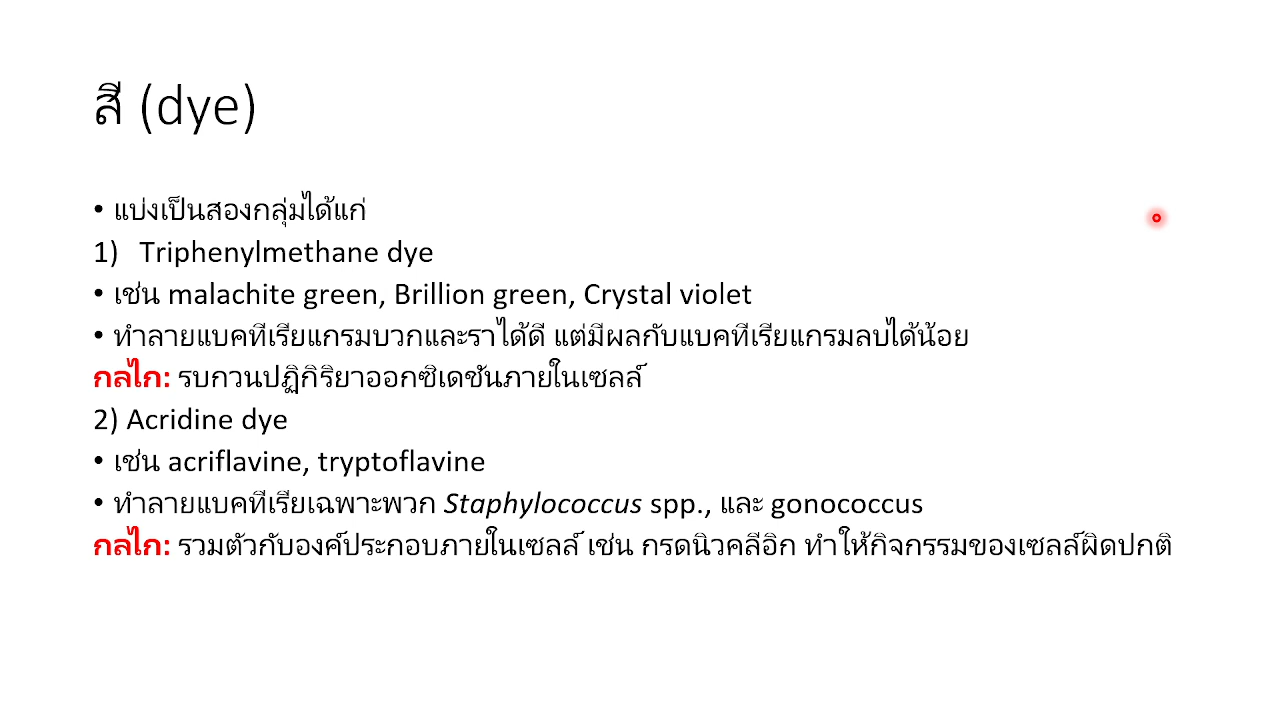 สี (dye)
• แบ่งเป็นสองกลุ่มได้แก่
1) Triphenylmethane dye
• เช่น malachite green, Brillion green, Crystal violet
• ทำลายแบคทีเรียแกรมบวกและราได้ดี แต่มีผลกับแบคทีเรียแกรมลบได้น้อย
กลไก: รบกวนปฏิกิริยาออกซิเดชันภายในเซลล์
2) Acridine dye
• เช่น acriflavine, tryptoflavine
• ทำลายแบคทีเรียเฉพาะพวก Staphylococcus spp., และ gonococcus
กลไก: รวมตัวกับองค์ประกอบภายในเซลล์ เช่น กรดนิวคลีอิก ทำให้กิจกรรมของเซลล์ผิดปกติ